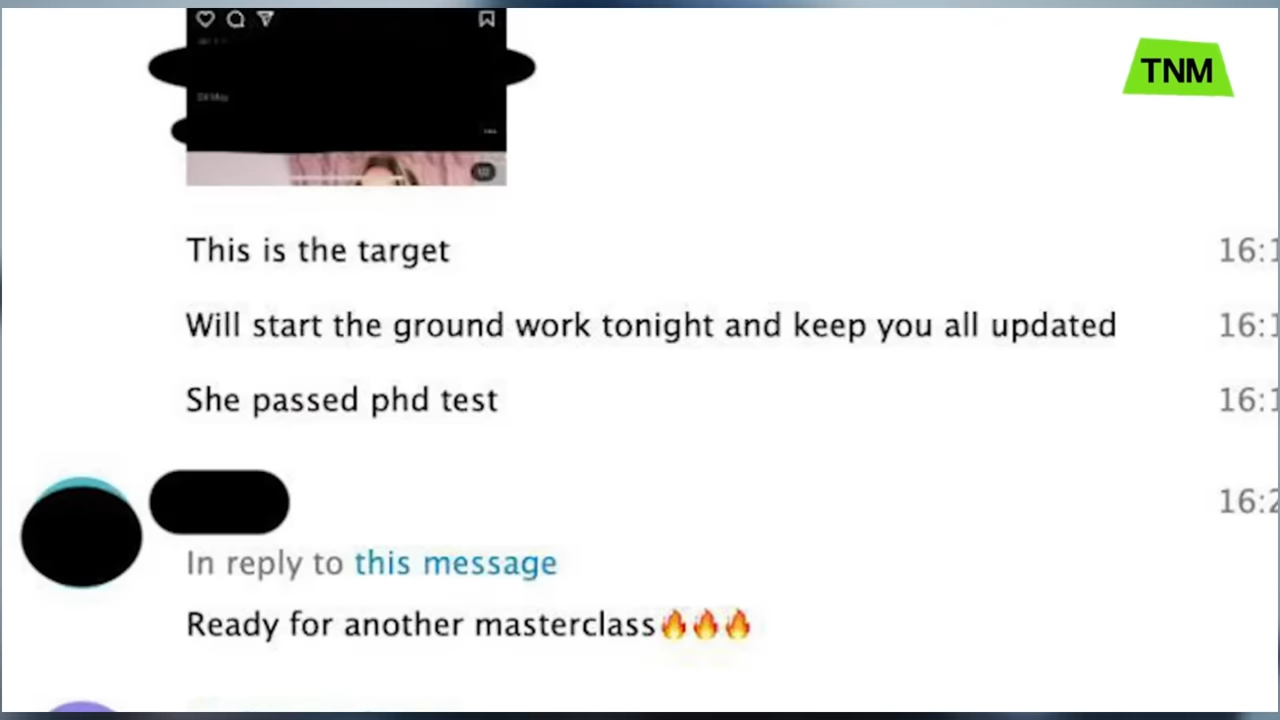 TNM
This is the target
Will start the ground work tonight and keep you all updated
She passed phd test
In reply to this message
Ready for another masterclass🔥🔥🔥